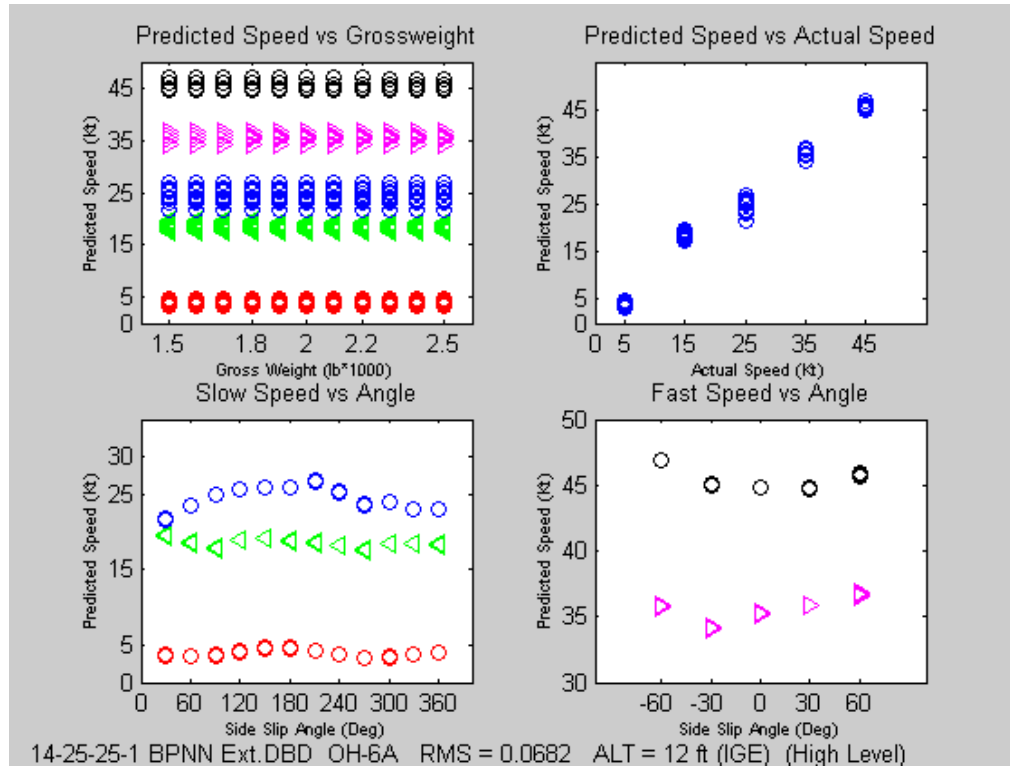 Predicted Speed vs Grossweight
Predicted Speed (Kt)
45
35
25
15
5
0
1.5 1.8 2 2.2 2.5
Gross Weight (lb*1000)
Predicted Speed vs Actual Speed
Predicted Speed (Kt)
45
35
25
15
5
0
0 5 15 25 35 45
Actual Speed (Kt)
Slow Speed vs Angle
Predicted Speed (Kt)
30
25
15
5
0
0 60 120 180 240 300 360
Side Slip Angle (Deg)
Fast Speed vs Angle
Predicted Speed (Kt)
50
45
40
35
30
-60 -30 0 30 60
Side Slip Angle (Deg)
14-25-25-1 BPNN Ext.DBD OH-6A RMS = 0.0682 ALT = 12 ft (IGE) (High Level)